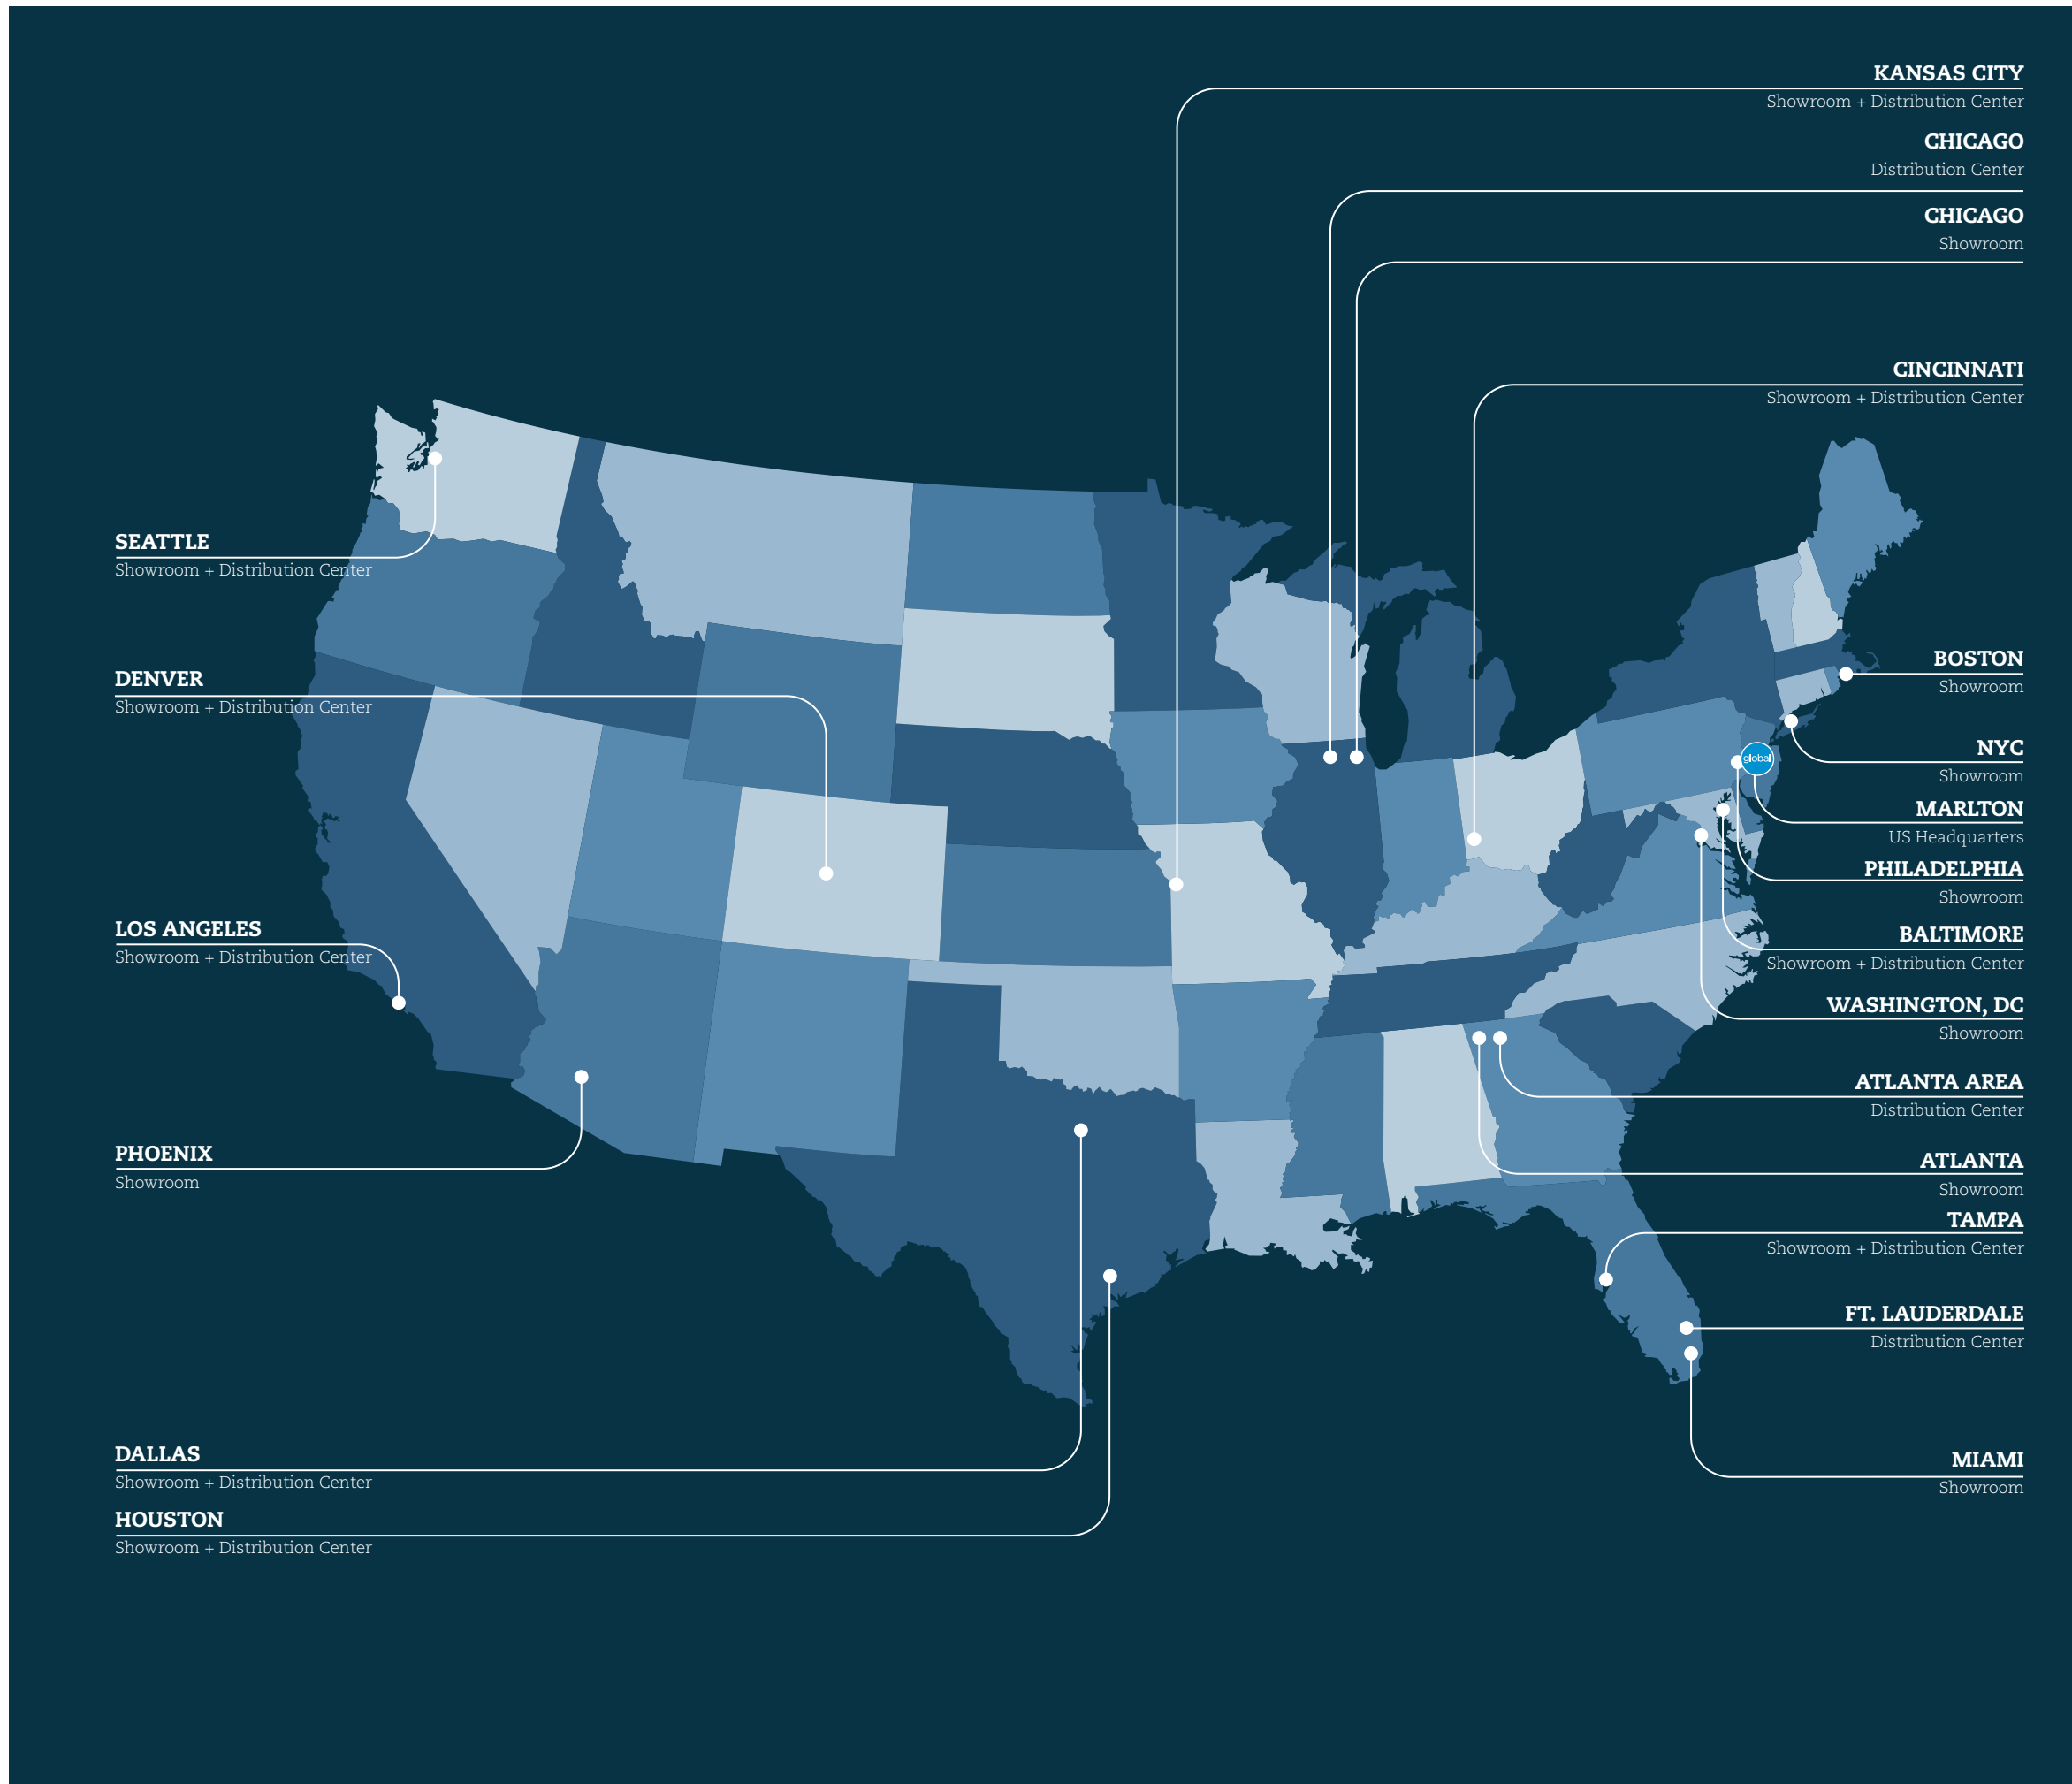 KANSAS CITY
Showroom + Distribution Center
CHICAGO
Distribution Center
CHICAGO
Showroom
CINCINNATI
Showroom + Distribution Center
SEATTLE
Showroom + Distribution Center
DENVER
Showroom + Distribution Center
LOS ANGELES
Showroom + Distribution Center
PHOENIX
Showroom
DALLAS
Showroom + Distribution Center
HOUSTON
Showroom + Distribution Center
BOSTON
Showroom
NYC
Showroom
global
MARLTON
US Headquarters
PHILADELPHIA
Showroom
BALTIMORE
Showroom + Distribution Center
WASHINGTON, DC
Showroom
ATLANTA AREA
Distribution Center
ATLANTA
Showroom
TAMPA
Showroom + Distribution Center
FT. LAUDERDALE
Distribution Center
MIAMI
Showroom